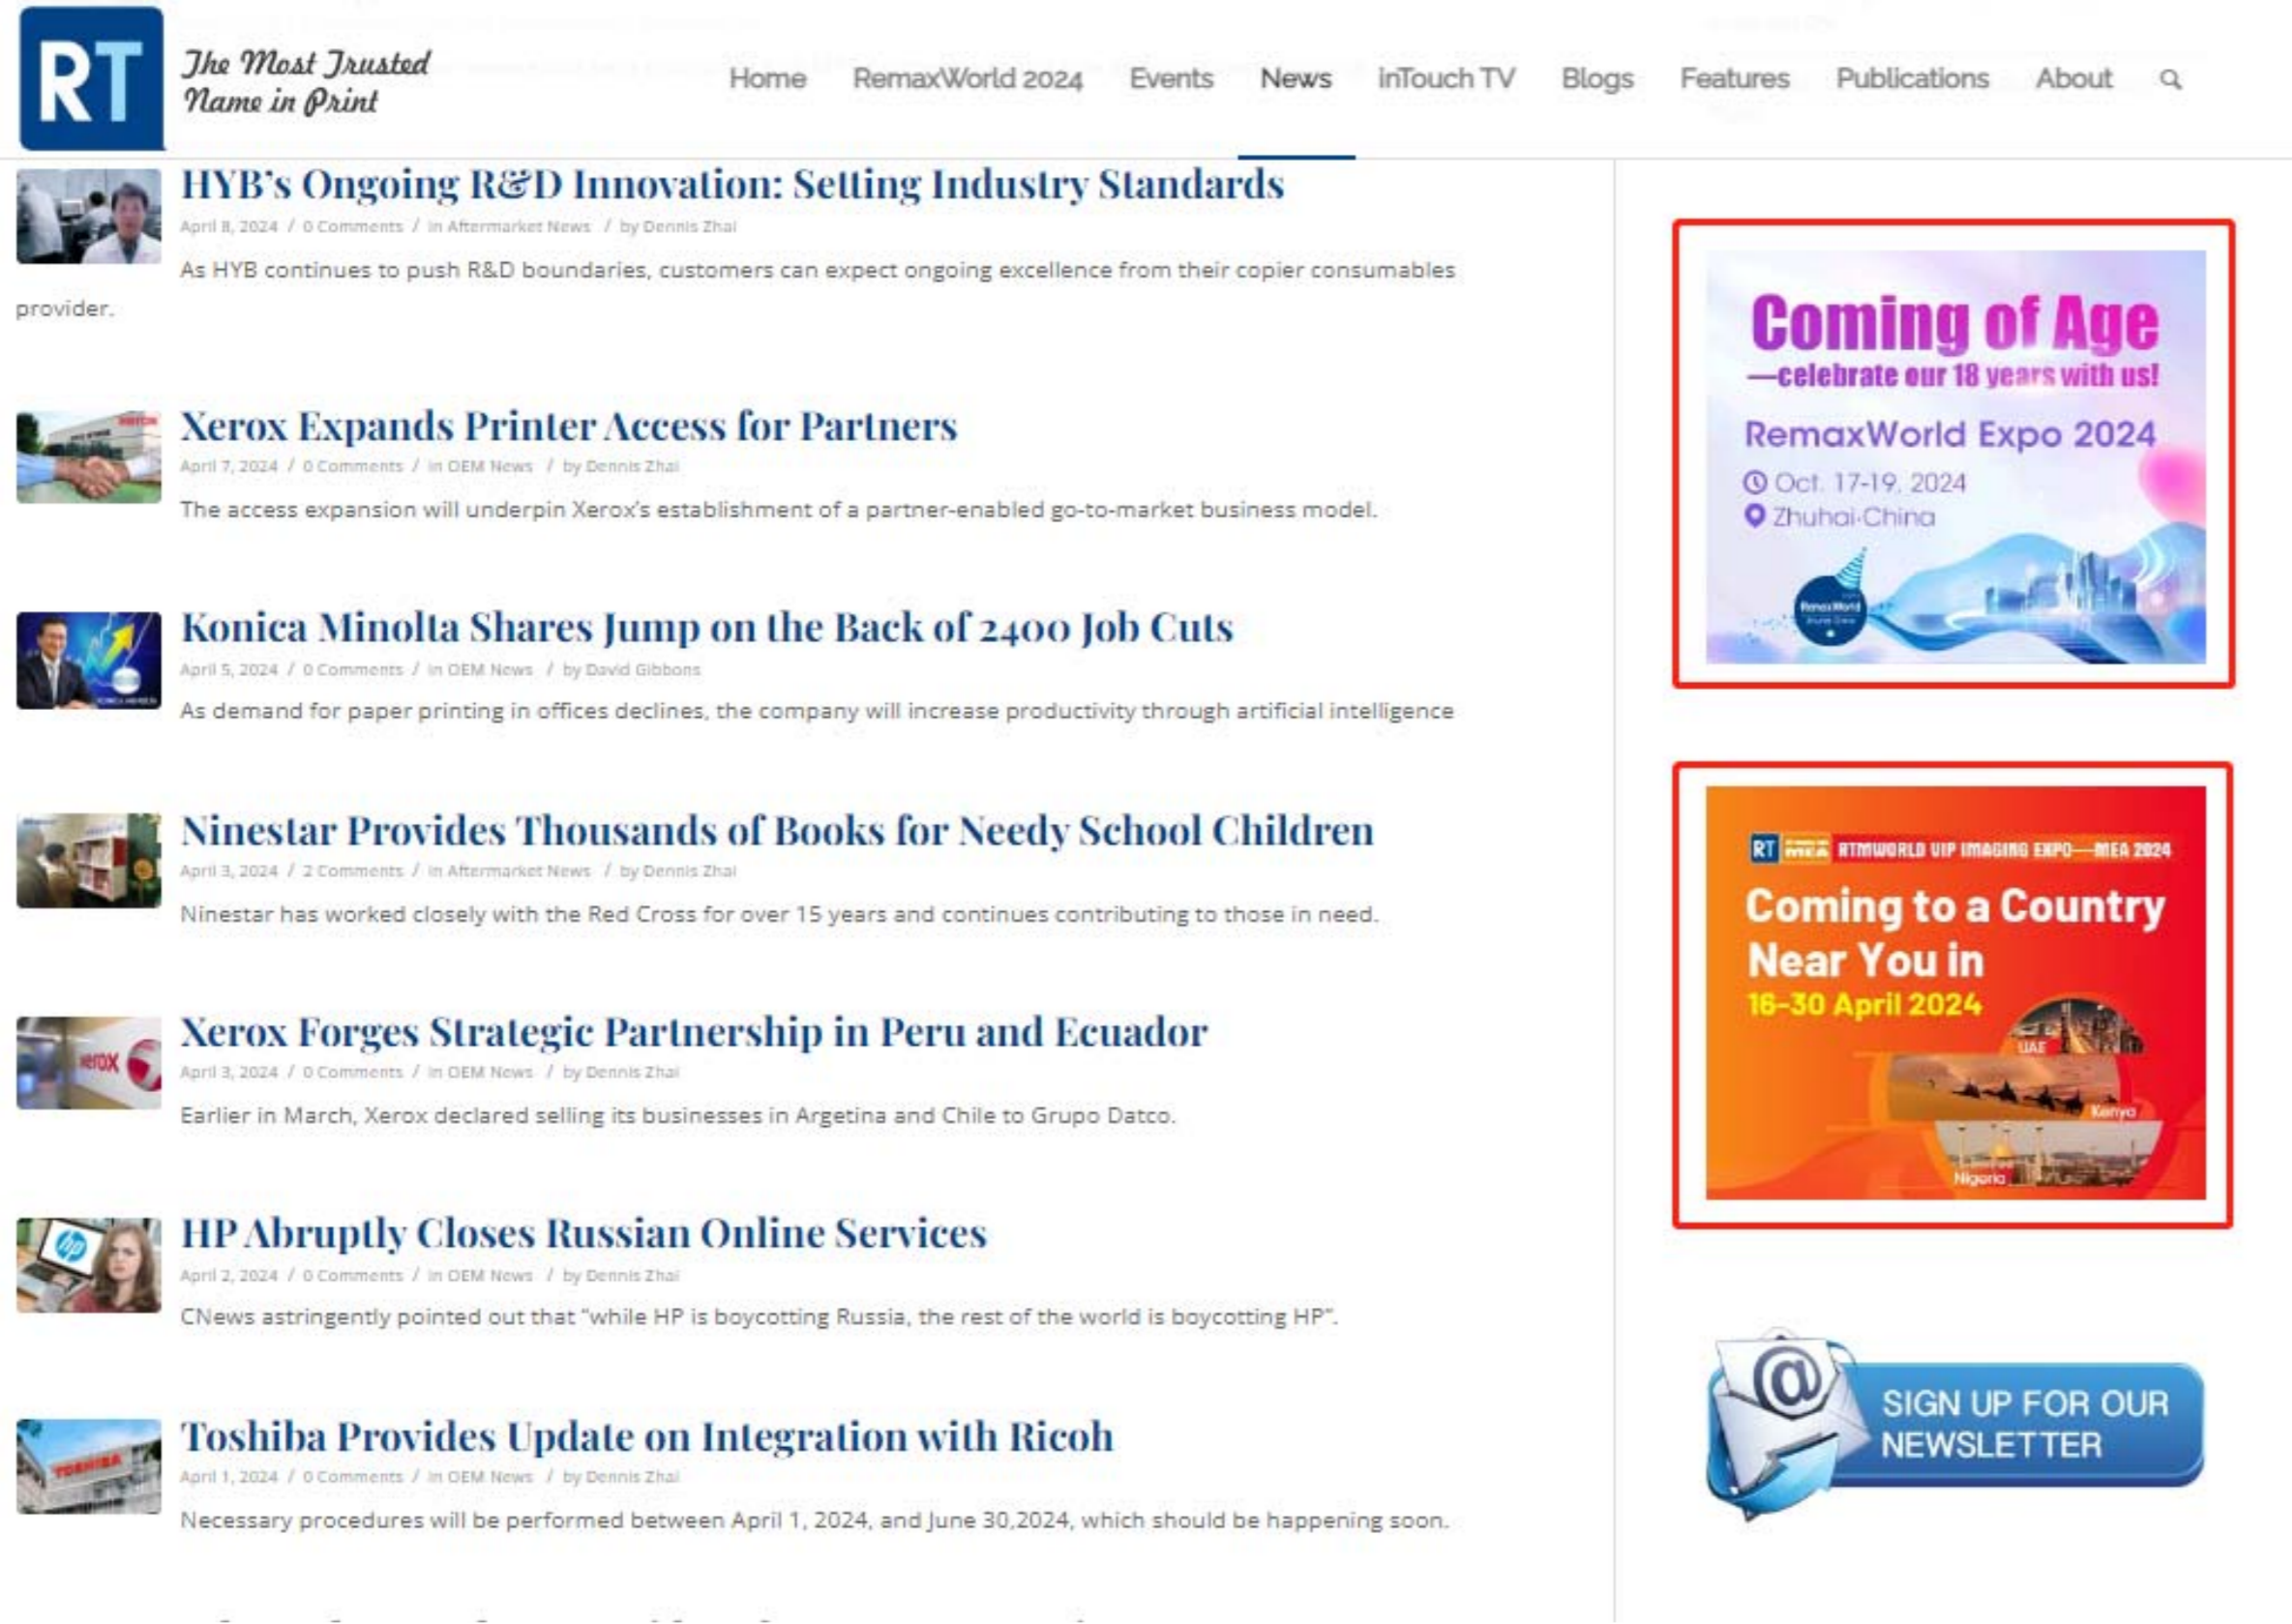 RT
The Most Trusted
Name in Print
Home RemaxWorld 2024 Events News inTouch TV Blogs Features Publications About
HYB's Ongoing R&D Innovation: Setting Industry Standards
April 8, 2024 / 0 Comments / in Aftermarket News / by Dennis Zhai
As HYB continues to push R&D boundaries, customers can expect ongoing excellence from their copier consumables
provider.
Xerox Expands Printer Access for Partners
April 7, 2024 / 0 Comments / in OEM News / by Dennis Zhai
The access expansion will underpin Xerox's establishment of a partner-enabled go-to-market business model.
Konica Minolta Shares Jump on the Back of 2400 Job Cuts
April 5, 2024 / 0 Comments / in OEM News / by David Gibbons
As demand for paper printing in offices declines, the company will increase productivity through artificial intelligence
Ninestar Provides Thousands of Books for Needy School Children
April 3, 2024 / 2 Comments / in Aftermarket News / by Dennis Zhai
Ninestar has worked closely with the Red Cross for over 15 years and continues contributing to those in need.
xerox
Xerox Forges Strategic Partnership in Peru and Ecuador
April 3, 2024 / 0 Comments / in OEM News / by Dennis Zhai
Earlier in March, Xerox declared selling its businesses in Argetina and Chile to Grupo Datco.
hp
HP Abruptly Closes Russian Online Services
April 2, 2024 / 0 Comments / in OEM News / by Dennis Zhai
CNews astringently pointed out that "while HP is boycotting Russia, the rest of the world is boycotting HP".
TOSHIBA
Toshiba Provides Update on Integration with Ricoh
April 1, 2024 / 0 Comments / in OEM News / by Dennis Zhai
Necessary procedures will be performed between April 1, 2024, and June 30,2024, which should be happening soon.
Coming of Age
—celebrate our 18 years with us!
RemaxWorld Expo 2024
Oct. 17-19, 2024
Zhuhai·China
RemaxWorld
RT MEA RTMWORLD VIP IMAGING EXPO—MEA 2024
Coming to a Country
Near You in
16-30 April 2024
UAE
Kenya
Nigeria
@
SIGN UP FOR OUR
NEWSLETTER